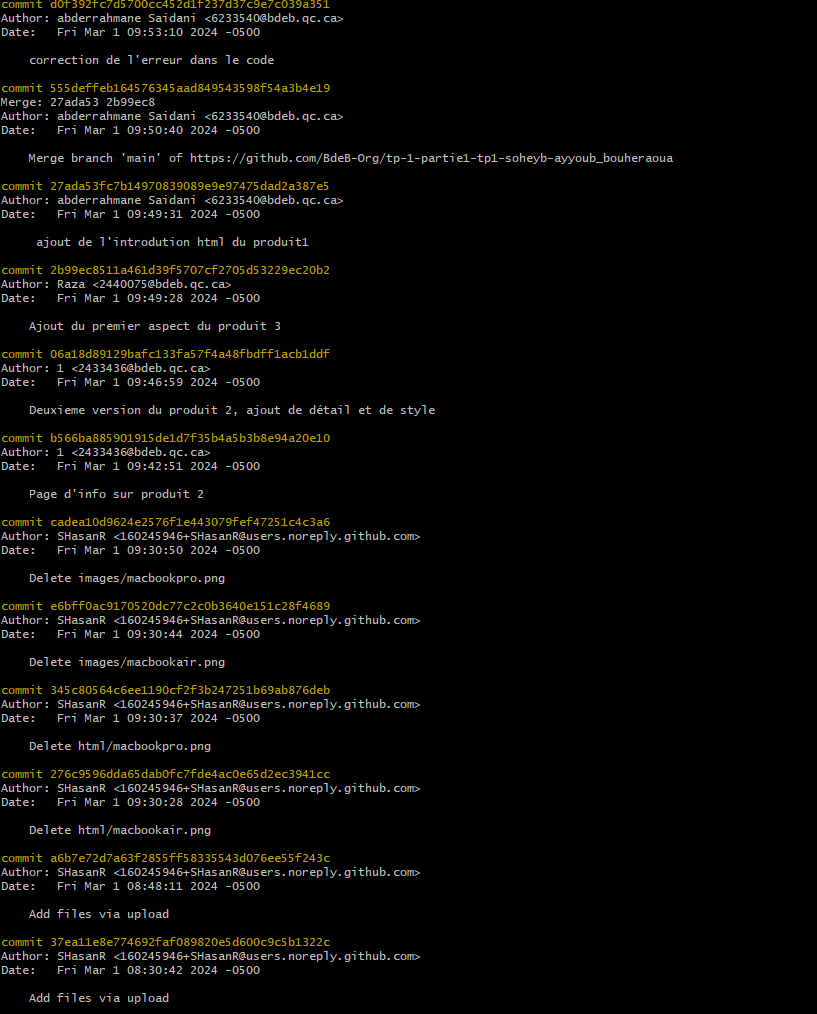 commit d0f392fc7d5700cc452d1f237d37c9e7c039a351
Author: abderrahmane Saidani <6233540@bdeb.qc.ca>
Date:   Fri Mar 1 09:53:10 2024 -0500
correction de l'erreur dans le code
commit 555deffeb164576345aad849543598f54a3b4e19
Merge: 27ada53 2b99ec8
Author: abderrahmane Saidani <6233540@bdeb.qc.ca>
Date:   Fri Mar 1 09:50:40 2024 -0500
Merge branch 'main' of https://github.com/BdeB-Org/tp-1-partie1-tp1-soheyb-ayyoub_bouheraoua
commit 27ada53fc7b14970839089e9e97475dad2a387e5
Author: abderrahmane Saidani <6233540@bdeb.qc.ca>
Date:   Fri Mar 1 09:49:31 2024 -0500
ajout de l'introdution html du produit1
commit 2b99ec8511a461d39f5707cf2705d53229ec20b2
Author: Raza <2440075@bdeb.qc.ca>
Date:   Fri Mar 1 09:49:28 2024 -0500
Ajout du premier aspect du produit 3
commit 06a18d89129bafc133fa57f4a48fbdff1acb1ddf
Author: 1 <2433436@bdeb.qc.ca>
Date:   Fri Mar 1 09:46:59 2024 -0500
Deuxieme version du produit 2, ajout de détail et de style
commit b566ba885901915de1d7f35b4a5b3b8e94a20e10
Author: 1 <2433436@bdeb.qc.ca>
Date:   Fri Mar 1 09:42:51 2024 -0500
Page d'info sur produit 2
commit cadea10d9624e2576f1e443079fef47251c4c3a6
Author: SHasanR <160245946+SHasanR@users.noreply.github.com>
Date:   Fri Mar 1 09:30:50 2024 -0500
Delete images/macbookpro.png
commit e6bff0ac9170520dc77c2c0b3640e151c28f4689
Author: SHasanR <160245946+SHasanR@users.noreply.github.com>
Date:   Fri Mar 1 09:30:44 2024 -0500
Delete images/macbookair.png
commit 345c80564c6ee1190cf2f3b247251b69ab876deb
Author: SHasanR <160245946+SHasanR@users.noreply.github.com>
Date:   Fri Mar 1 09:30:37 2024 -0500
Delete html/macbookpro.png
commit 276c9596dda65dab0fc7fde4ac0e65d2ec3941cc
Author: SHasanR <160245946+SHasanR@users.noreply.github.com>
Date:   Fri Mar 1 09:30:28 2024 -0500
Delete html/macbookair.png
commit a6b7e72d7a63f2855ff58335543d076ee55f243c
Author: SHasanR <160245946+SHasanR@users.noreply.github.com>
Date:   Fri Mar 1 08:48:11 2024 -0500
Add files via upload
commit 37ea11e8e774692faf089820e5d600c9c5b1322c
Author: SHasanR <160245946+SHasanR@users.noreply.github.com>
Date:   Fri Mar 1 08:30:42 2024 -0500
Add files via upload